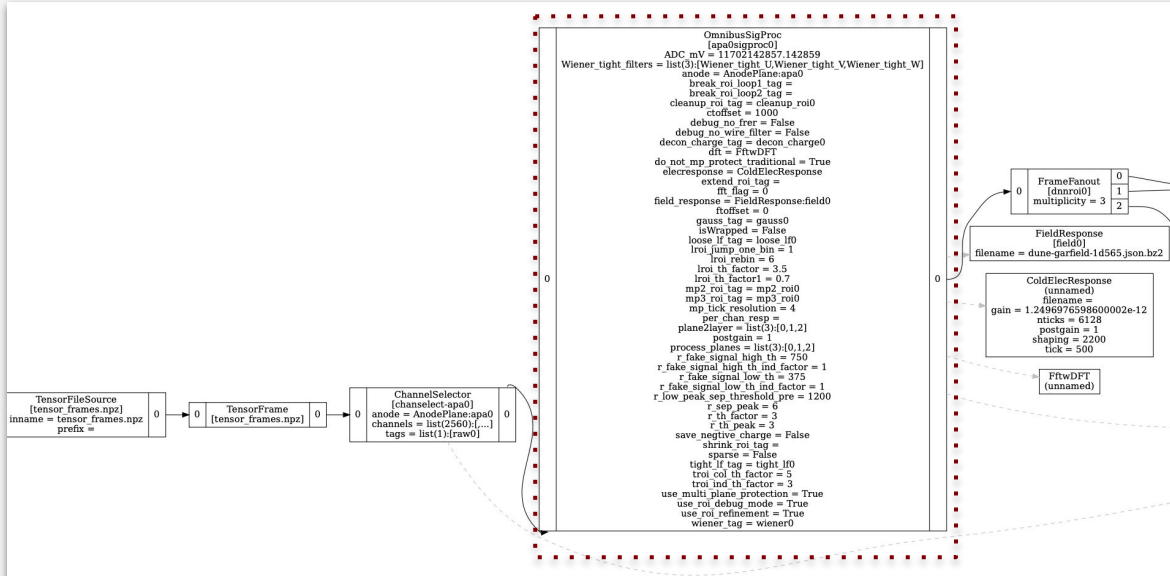 TensorFileSource
[tensor_frames.npz]
inname = tensor_frames.npz
prefix =
0
0
TensorFrame
[tensor_frames.npz]
0
0
ChannelSelector
[chanselect-apa0]
anode = AnodePlane:apa0
channels = list(2560):[,...]
tags = list(1):[raw0]
0
0
OmnibusSigProc
[apa0sigproc0]
ADC_mV = 11702142857.142859
Wiener_tight_filters = list(3):[Wiener_tight_U,Wiener_tight_V,Wiener_tight_W]
anode = AnodePlane:apa0
break_roi_loop1_tag =
break_roi_loop2_tag =
cleanup_roi_tag = cleanup_roi0
ctoffset = 1000
debug_no_frer = False
debug_no_wire_filter = False
decon_charge_tag = decon_charge0
dft = FftwDFT
do_not_mp_protect_traditional = True
elecresponse = ColdElecResponse
extend_roi_tag =
fft_flag = 0
field_response = FieldResponse:field0
ftoffset = 0
gauss_tag = gauss0
isWrapped = False
loose_lf_tag = loose_lf0
lroi_jump_one_bin = 1
lroi_rebin = 6
lroi_th_factor = 3.5
lroi_th_factor1 = 0.7
mp2_roi_tag = mp2_roi0
mp3_roi_tag = mp3_roi0
mp_tick_resolution = 4
per_chan_resp =
plane2layer = list(3):[0,1,2]
postgain = 1
process_planes = list(3):[0,1,2]
r_fake_signal_high_th = 750
r_fake_signal_high_th_ind_factor = 1
r_fake_signal_low_th = 375
r_fake_signal_low_th_ind_factor = 1
r_low_peak_sep_threshold_pre = 1200
r_sep_peak = 6
r_th_factor = 3
r_th_peak = 3
save_negtive_charge = False
shrink_roi_tag =
sparse = False
tight_lf_tag = tight_lf0
troi_col_th_factor = 5
troi_ind_th_factor = 3
use_multi_plane_protection = True
use_roi_debug_mode = True
use_roi_refinement = True
wiener_tag = wiener0
0
0
FrameFanout
[dnnroi0]
multiplicity = 3
0
1
2
FieldResponse
[field0]
filename = dune-garfield-1d565.json.bz2
ColdElecResponse
(unnamed)
filename =
gain = 1.2496976598600002e-12
nticks = 6128
postgain = 1
shaping = 2200
tick = 500
FftwDFT
(unnamed)